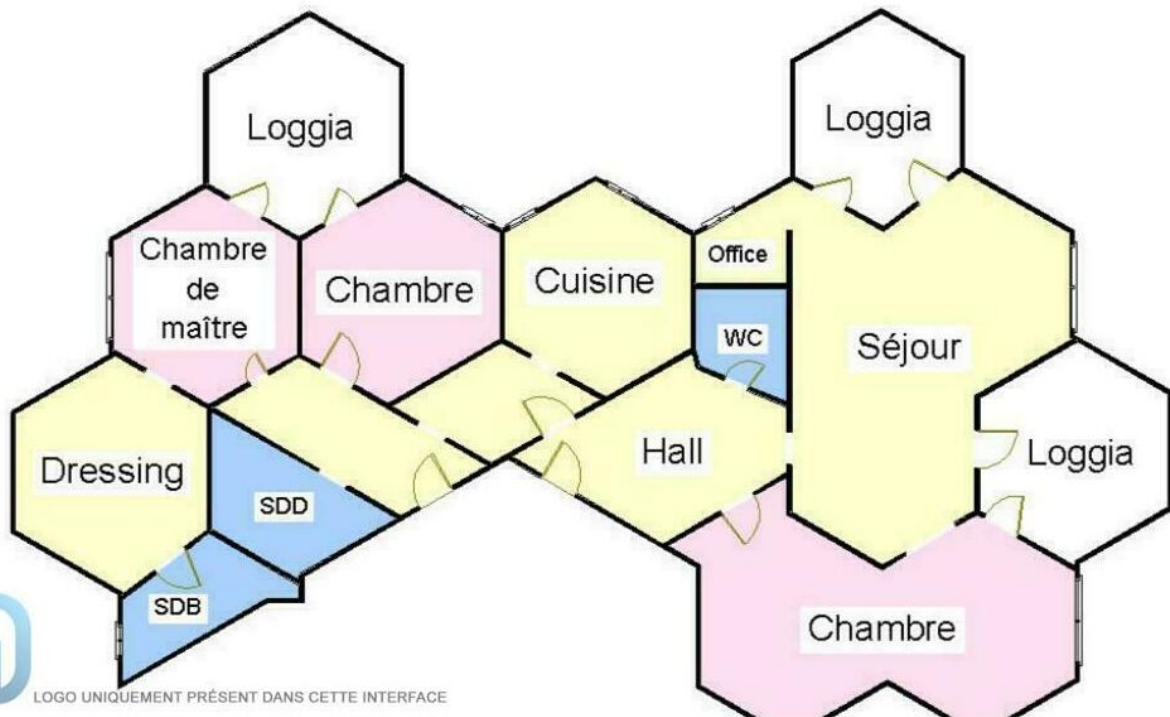 Loggia
Loggia
Chambre
de
maître
Chambre
Cuisine
Office
WC
Séjour
Dressing
SDD
Hall
Loggia
SDB
Chambre
LOGO UNIQUEMENT PRÉSENT DANS CETTE INTERFACE